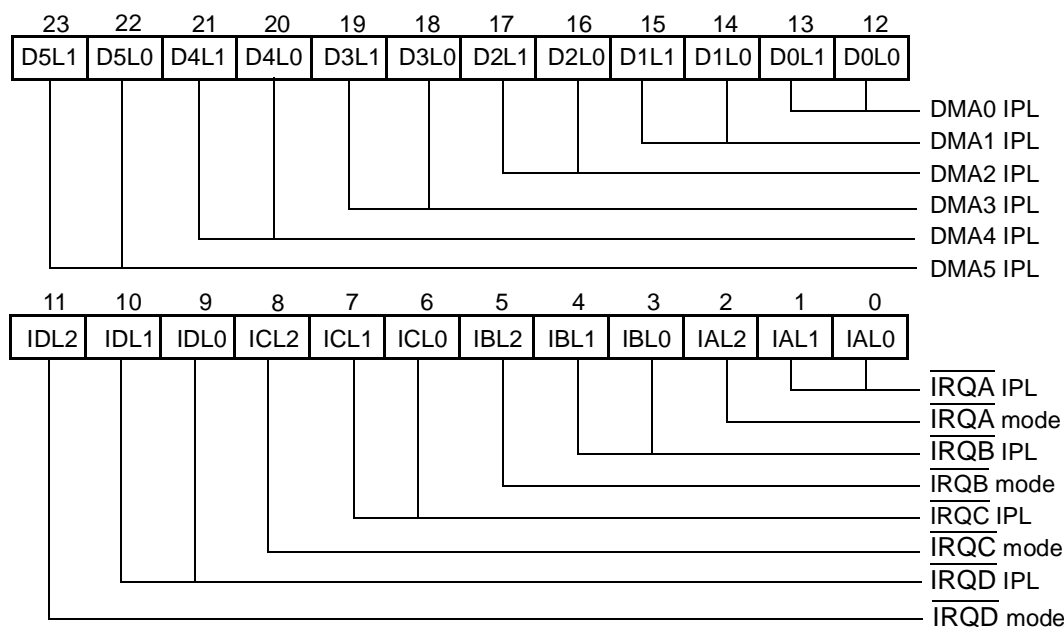 23 22 21 20 19 18 17 16 15 14 13 12
D5L1 D5L0 D4L1 D4L0 D3L1 D3L0 D2L1 D2L0 D1L1 D1L0 D0L1 D0L0
DMA0 IPL
DMA1 IPL
DMA2 IPL
DMA3 IPL
DMA4 IPL
DMA5 IPL
11 10 9 8 7 6 5 4 3 2 1 0
IDL2 IDL1 IDL0 ICL2 ICL1 ICL0 IBL2 IBL1 IBL0 IAL2 IAL1 IAL0
IRQA IPL
IRQA mode
IRQB IPL
IRQB mode
IRQC IPL
IRQC mode
IRQD IPL
IRQD mode